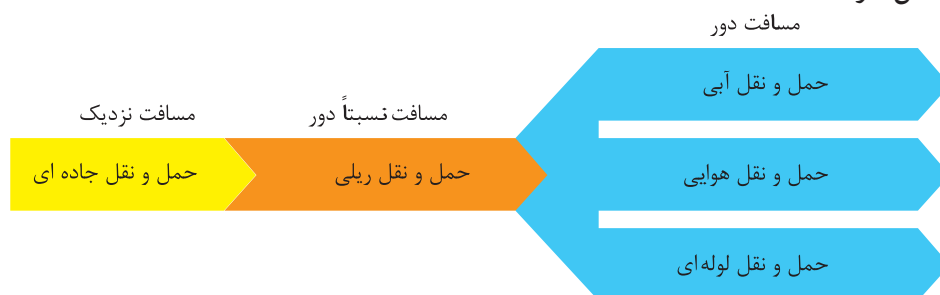 مسافت دور
حمل و نقل آبی
مسافت نسبتاً دور
مسافت نزدیک
حمل و نقل هوایی
حمل و نقل ریلی
حمل و نقل جاده ای
حمل و نقل لوله‌ای